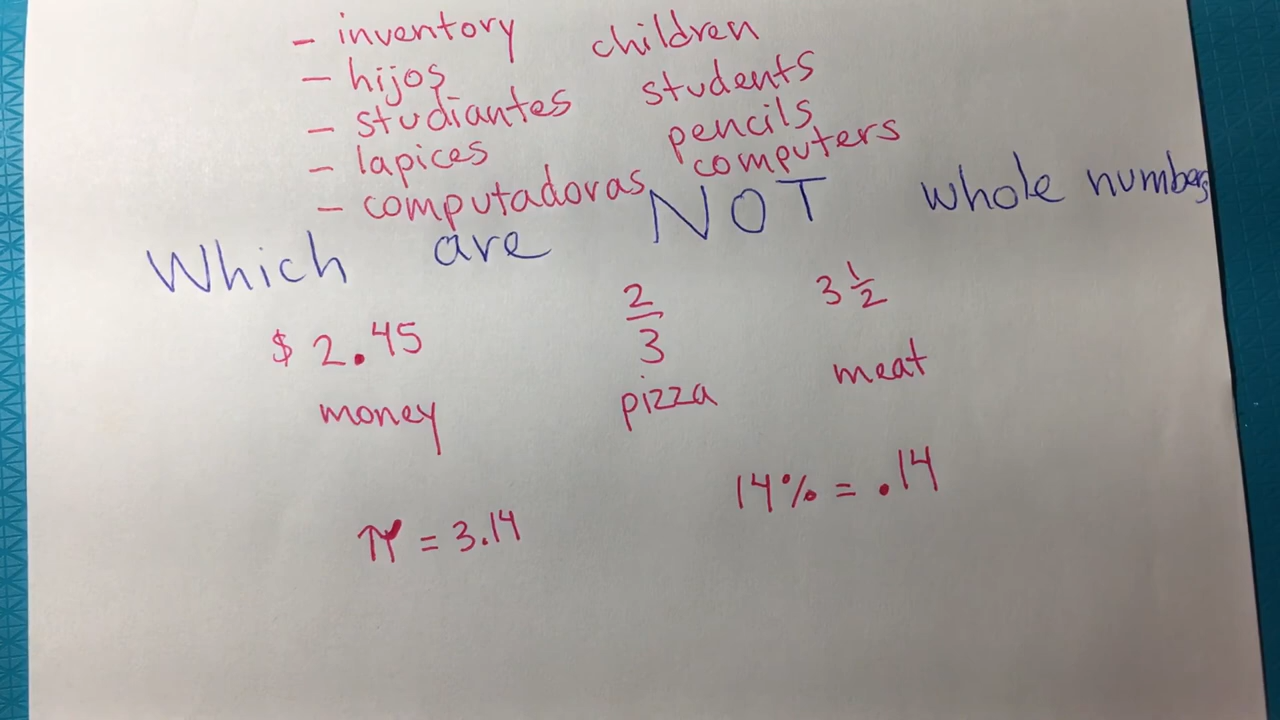 - inventory children
- hijos students
- studiantes pencils
- lapices computers
- computadoras
Which are NOT whole numbers
$ 2.45 2/3 3 1/2
money pizza meat
14% = .14
π = 3.14